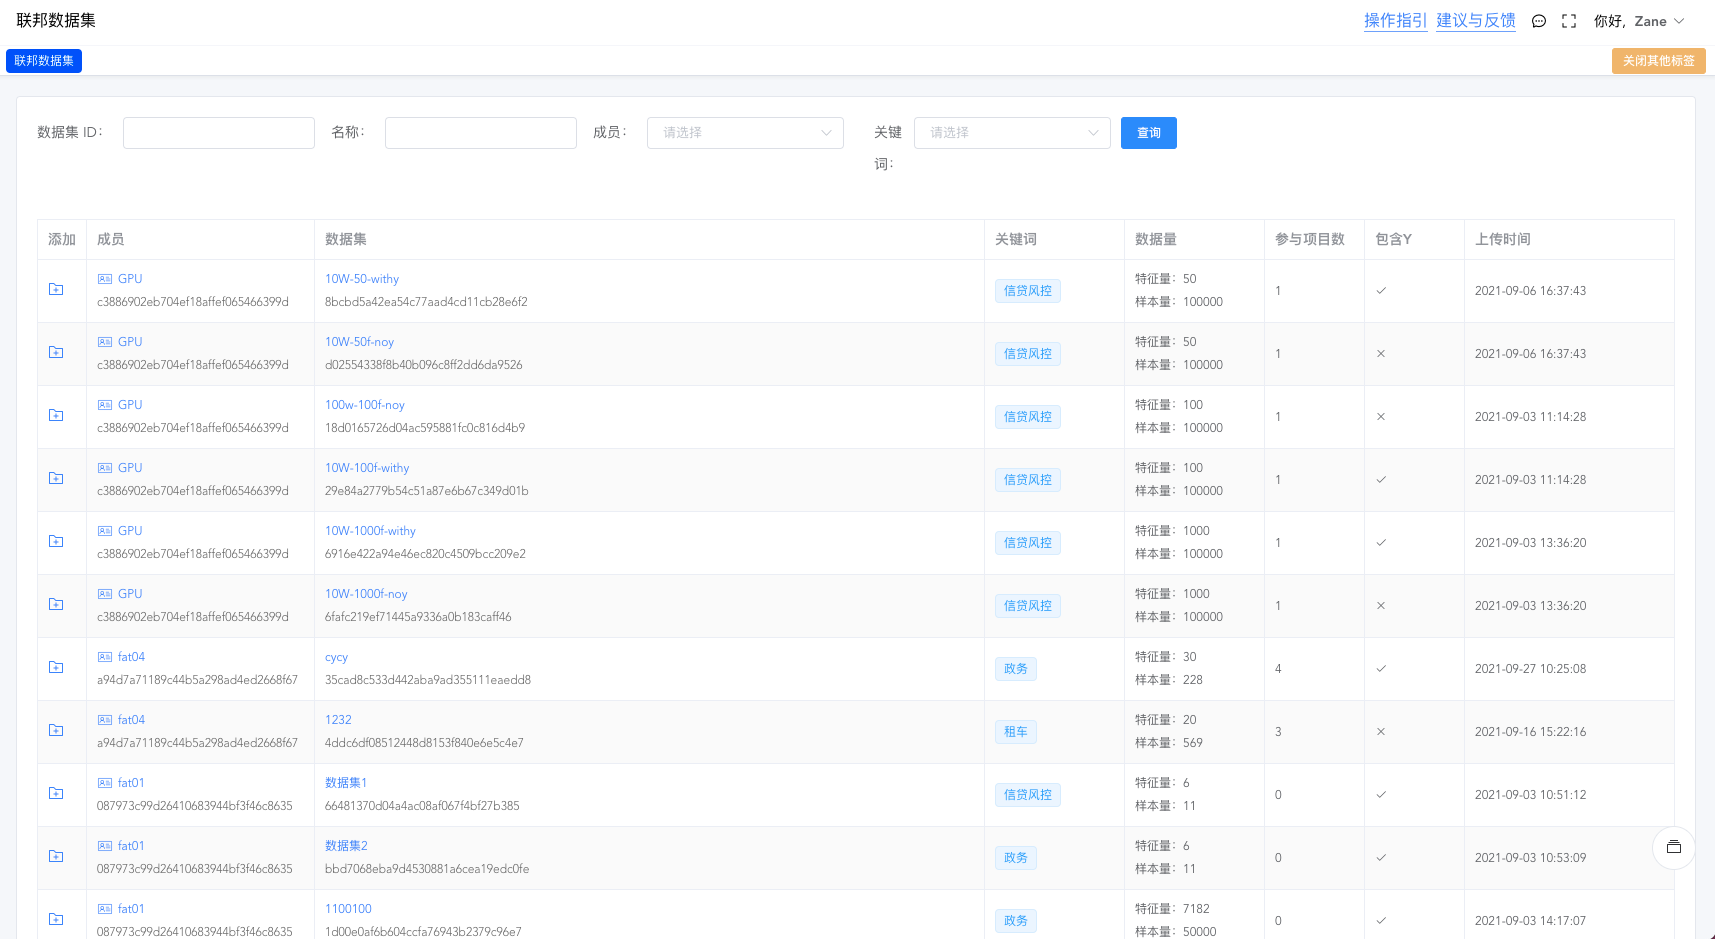 联邦数据集
操作指引 建议与反馈 你好，Zane
联邦数据集
关闭其他标签
数据集 ID： 名称： 成员： 请选择 关键词： 请选择 查询
添加 成员 数据集 关键词 数据量 参与项目数 包含Y 上传时间
GPU 10W-50-withy 特征量：50
c3886902eb704ef18affef065466399d 8bcbd5a42ea54c77aad4cd11cb28e6f2 信贷风控 样本量：100000 1 2021-09-06 16:37:43
GPU 10W-50f-noy 特征量：50
c3886902eb704ef18affef065466399d d02554338f8b40b096c8ff2dd6da9526 信贷风控 样本量：100000 1 2021-09-06 16:37:43
GPU 100w-100f-noy 特征量：100
c3886902eb704ef18affef065466399d 18d0165726d04ac595881fc0c816d4b9 信贷风控 样本量：100000 1 2021-09-03 11:14:28
GPU 10W-100f-withy 特征量：100
c3886902eb704ef18affef065466399d 29e84a2779b54c51a87e6b67c349d01b 信贷风控 样本量：100000 1 2021-09-03 11:14:28
GPU 10W-1000f-withy 特征量：1000
c3886902eb704ef18affef065466399d 6916e422a94e46ec820c4509bcc209e2 信贷风控 样本量：100000 1 2021-09-03 13:36:20
GPU 10W-1000f-noy 特征量：1000
c3886902eb704ef18affef065466399d 6fafc219ef71445a9336a0b183caff46 信贷风控 样本量：100000 1 2021-09-03 13:36:20
fat04 cycy 特征量：30
a94d7a71189c44b5a298ad4ed2668f67 35cad8c533d442aba9ad355111eaedd8 政务 样本量：228 4 2021-09-27 10:25:08
fat04 1232 特征量：20
a94d7a71189c44b5a298ad4ed2668f67 4ddc6df08512448d8153f840e6e5c4e7 租车 样本量：569 3 2021-09-16 15:22:16
fat01 数据集1 特征量：6
087973c99d26410683944bf3f46c8635 66481370d04a4ac08af067f4bf27b385 信贷风控 样本量：11 0 2021-09-03 10:51:12
fat01 数据集2 特征量：6
087973c99d26410683944bf3f46c8635 bbd7068eba9d4530881a6cea19edc0fe 政务 样本量：11 0 2021-09-03 10:53:09
fat01 1100100 特征量：7182
087973c99d26410683944bf3f46c8635 1d00e0af6b604ccfa76943b2379c96e7 政务 样本量：50000 0 2021-09-03 14:17:07